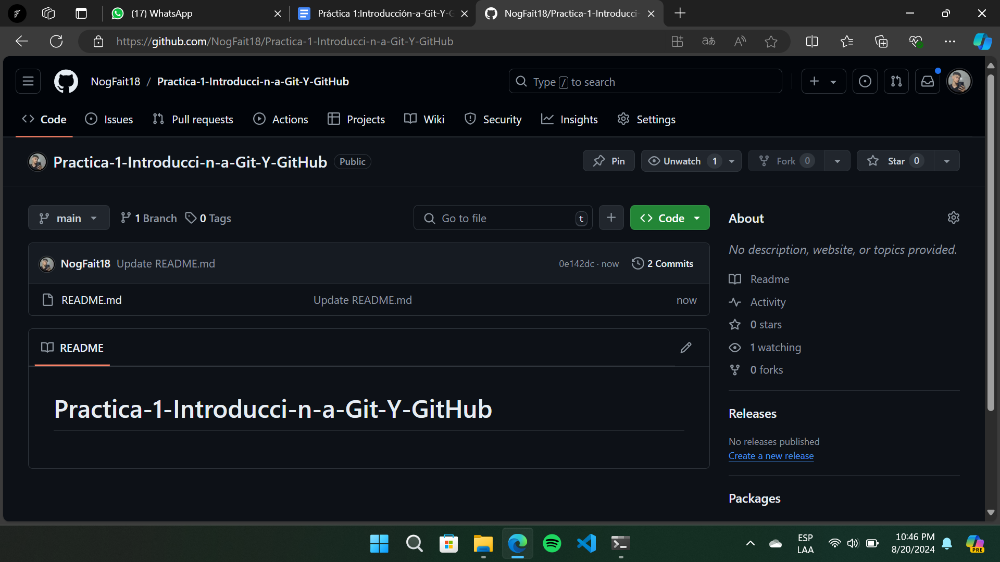 (17) WhatsApp
Práctica 1:Introducción-a-Git-Y-G
NogFait18/Practica-1-Introducci-
https://github.com/NogFait18/Practica-1-Introducci-n-a-Git-Y-GitHub
NogFait18 / Practica-1-Introducci-n-a-Git-Y-GitHub
Type / to search
Code
Issues
Pull requests
Actions
Projects
Wiki
Security
Insights
Settings
Practica-1-Introducci-n-a-Git-Y-GitHub
Public
Pin
Unwatch 1
Fork 0
Star 0
main
1 Branch
0 Tags
Go to file
t
Code
About
No description, website, or topics provided.
NogFait18 Update README.md
0e142dc · now
2 Commits
README.md
Update README.md
now
Readme
Activity
0 stars
1 watching
0 forks
README
Practica-1-Introducci-n-a-Git-Y-GitHub
Releases
No releases published
Create a new release
Packages
ESP
LAA
10:46 PM
8/20/2024
PRE